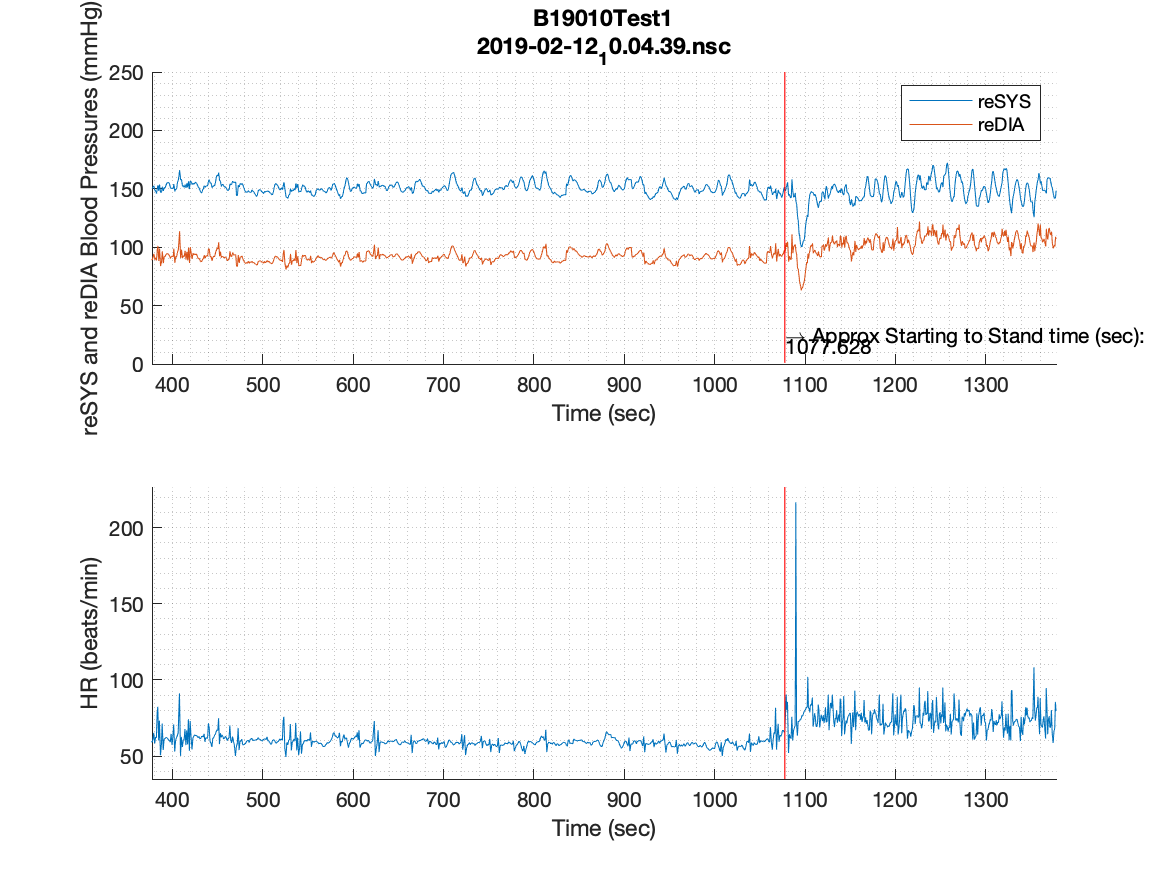 B19010Test1
2019-02-12₁0.04.39.nsc
reSYS and reDIA Blood Pressures (mmHg)
250
200
150
100
50
0
reSYS
reDIA
→ Approx Starting to Stand time (sec):
1077.628
400 500 600 700 800 900 1000 1100 1200 1300
Time (sec)
HR (beats/min)
200
150
100
50
400 500 600 700 800 900 1000 1100 1200 1300
Time (sec)